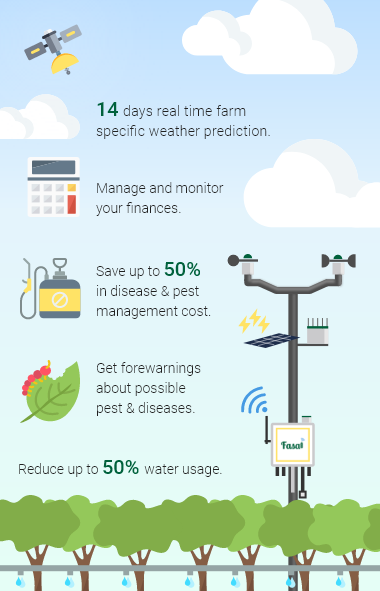 14 days real time farm
specific weather prediction.
Manage and monitor
your finances.
Save up to 50%
in disease & pest
management cost.
Get forewarnings
about possible
pest & diseases.
Fasal
Reduce up to 50% water usage.